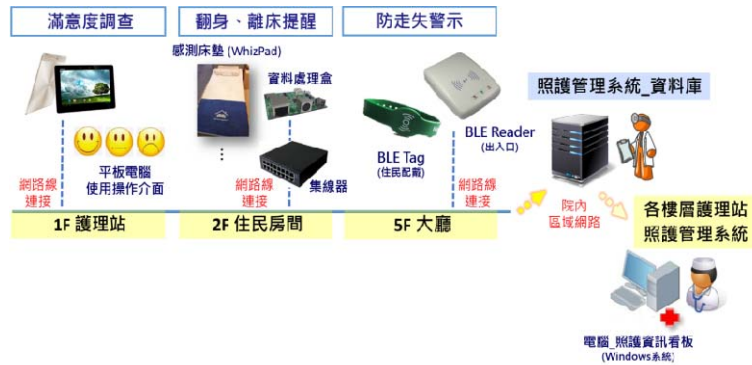 滿意度調查
翻身、離床提醒
防走失警示
感測床墊 (WhizPad)
資料處理盒
照護管理系統_資料庫
BLE Reader
(出入口)
BLE Tag
(住民配戴)
平板電腦
使用操作介面
網路線
連接
網路線
連接
集線器
網路線
連接
1F 護理站
2F 住民房間
5F 大廳
院內
區域網路
各樓層護理站
照護管理系統
電腦_照護資訊看板
(Windows系統)